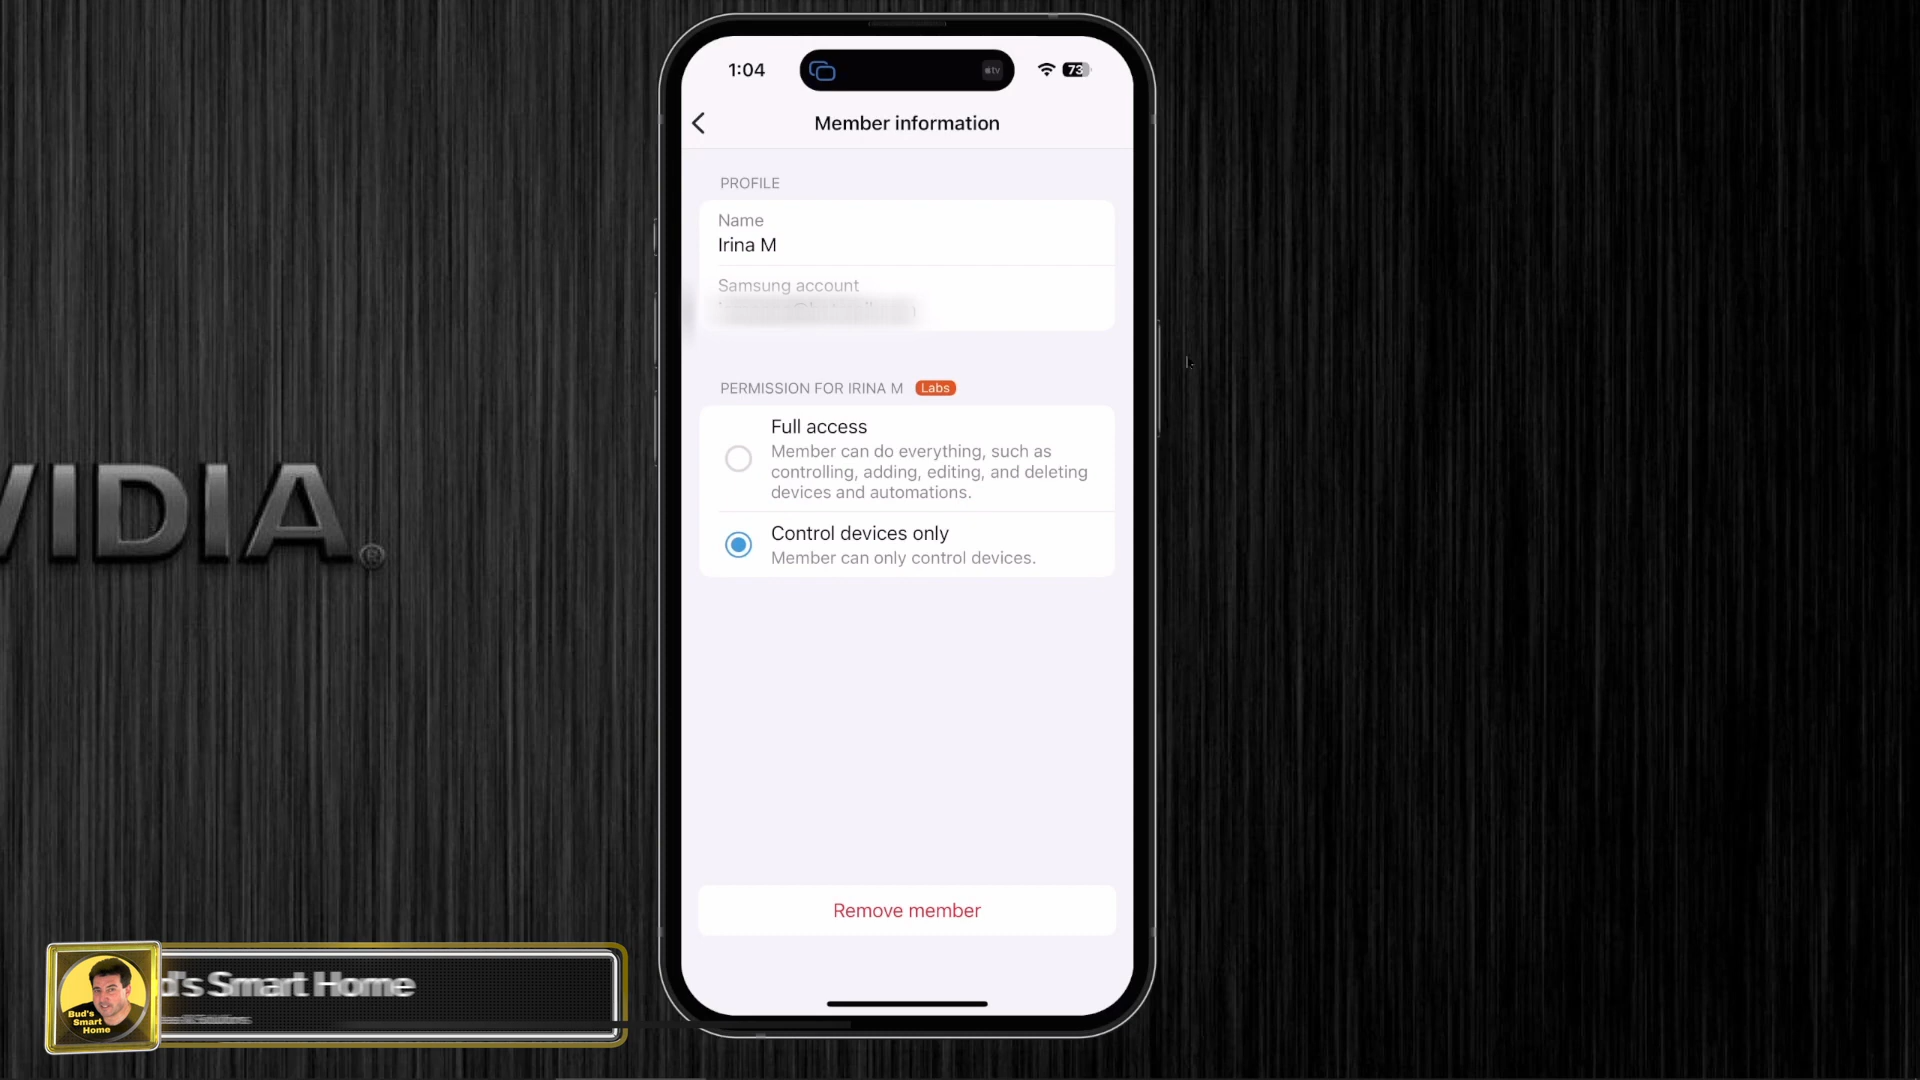 1:04
tv
73
Member information
PROFILE
Name
Irina M
Samsung account
PERMISSION FOR IRINA M Labs
Full access
Member can do everything, such as
controlling, adding, editing, and deleting
devices and automations.
Control devices only
Member can only control devices.
Remove member
VIDIA®
d's Smart Home
Bud's
Smart
Home